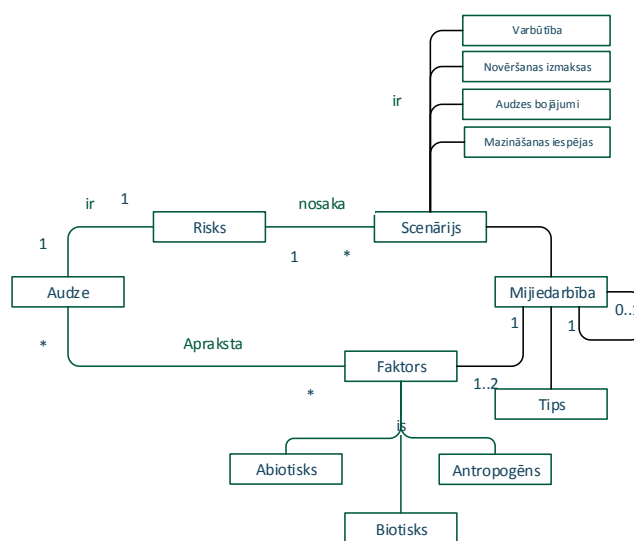 Varbūtība
Novēršanas izmaksas
ir
Audzes bojājumi
Mazināšanas iespējas
ir
1
nosaka
Risks
Scenārijs
1
1
*
Audze
Mijiedarbība
0..1
*
Apraksta
1
1
Faktors
*
1..2
Tips
is
Abiotisks
Antropogēns
Biotisks